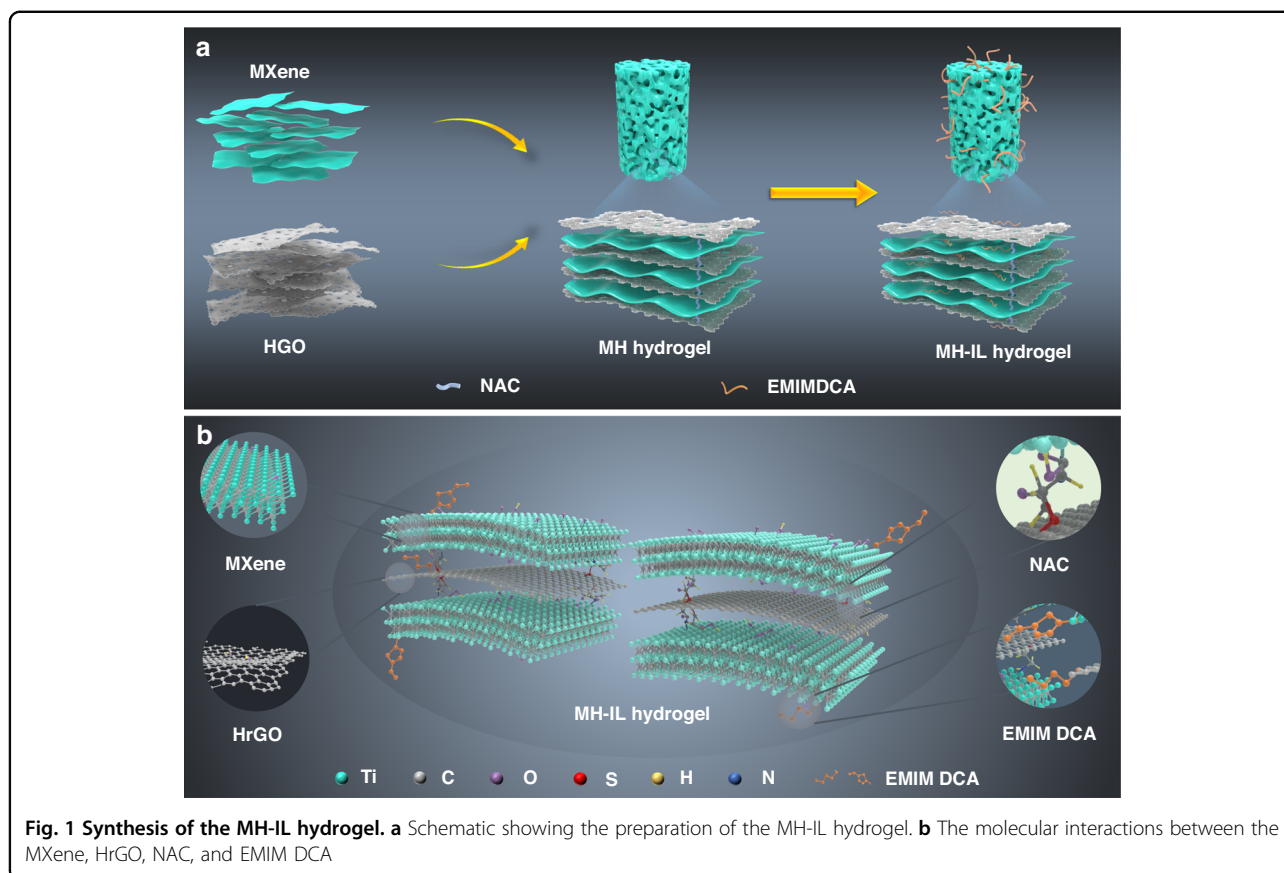 a
MXene
HGO
MH hydrogel
MH-IL hydrogel
NAC
EMIMDCA
b
MXene
NAC
HrGO
MH-IL hydrogel
EMIM DCA
Ti C O S H N EMIM DCA
Fig. 1 Synthesis of the MH-IL hydrogel. a Schematic showing the preparation of the MH-IL hydrogel. b The molecular interactions between the
MXene, HrGO, NAC, and EMIM DCA